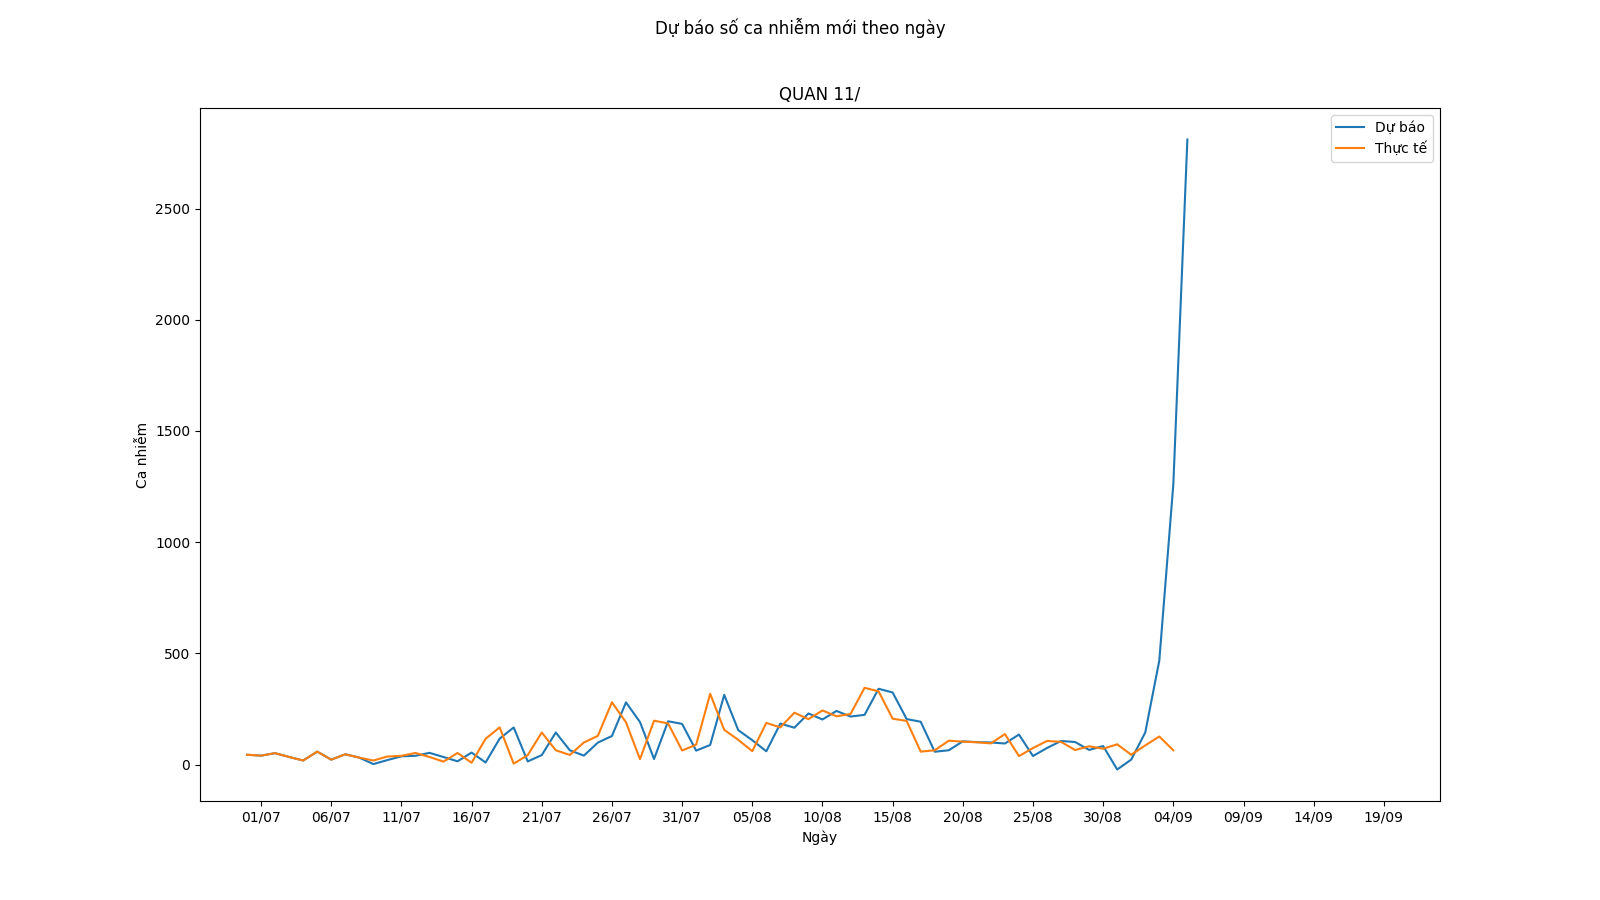 Dự báo số ca nhiễm mới theo ngày
QUAN 11/
Dự báo
Thực tế
2500
2000
1500
1000
500
0
Ca nhiễm
01/07 06/07 11/07 16/07 21/07 26/07 31/07 05/08 10/08 15/08 20/08 25/08 30/08 04/09 09/09 14/09 19/09
Ngày